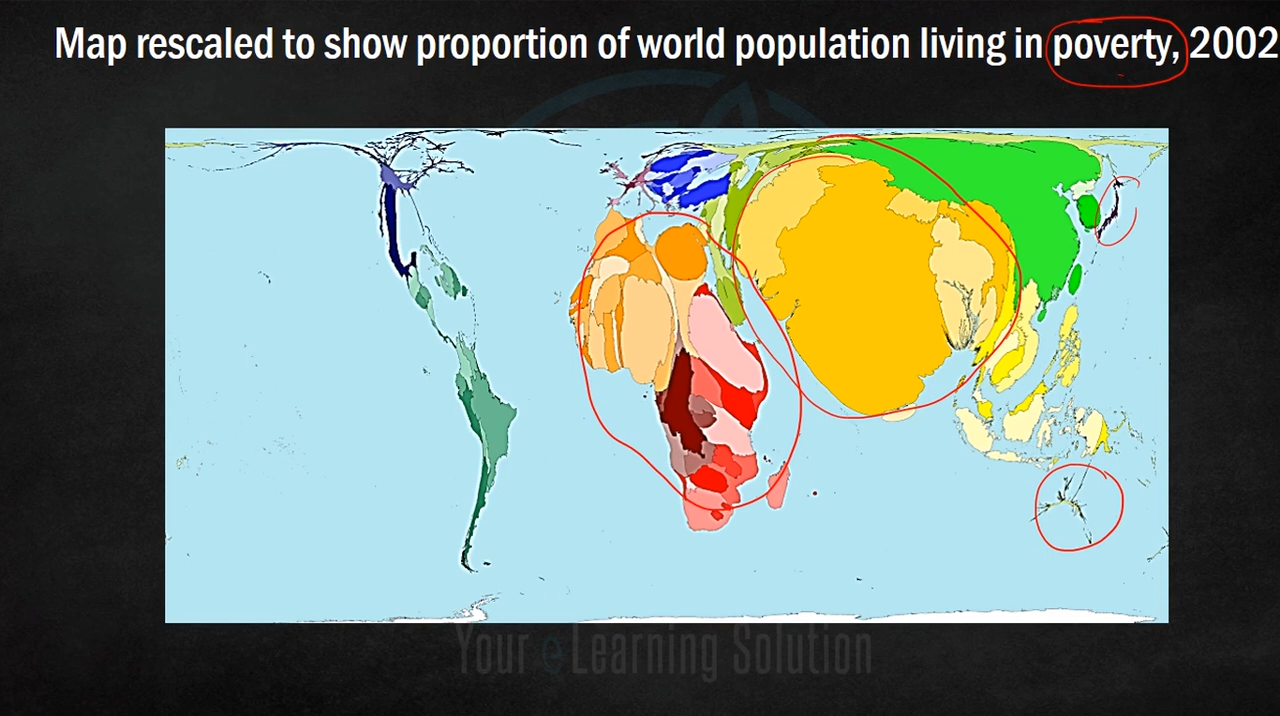 Map rescaled to show proportion of world population living in poverty, 2002
Your eLearning Solution